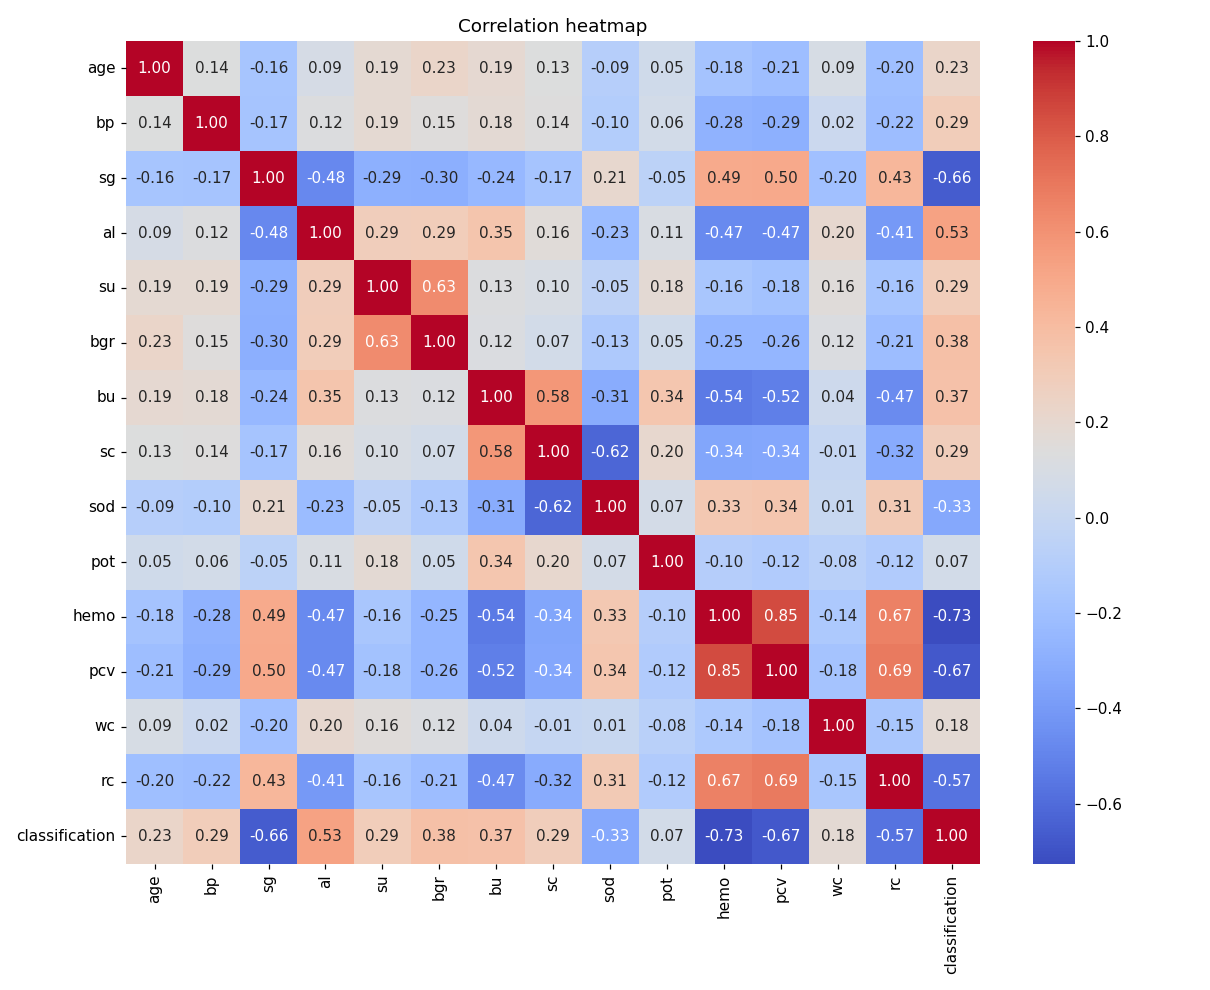 Correlation heatmap
age 1.00 0.14 -0.16 0.09 0.19 0.23 0.19 0.13 -0.09 0.05 -0.18 -0.21 0.09 -0.20 0.23
bp 0.14 1.00 -0.17 0.12 0.19 0.15 0.18 0.14 -0.10 0.06 -0.28 -0.29 0.02 -0.22 0.29
sg -0.16 -0.17 1.00 -0.48 -0.29 -0.30 -0.24 -0.17 0.21 -0.05 0.49 0.50 -0.20 0.43 -0.66
al 0.09 0.12 -0.48 1.00 0.29 0.29 0.35 0.16 -0.23 0.11 -0.47 -0.47 0.20 -0.41 0.53
su 0.19 0.19 -0.29 0.29 1.00 0.63 0.13 0.10 -0.05 0.18 -0.16 -0.18 0.16 -0.16 0.29
bgr 0.23 0.15 -0.30 0.29 0.63 1.00 0.12 0.07 -0.13 0.05 -0.25 -0.26 0.12 -0.21 0.38
bu 0.19 0.18 -0.24 0.35 0.13 0.12 1.00 0.58 -0.31 0.34 -0.54 -0.52 0.04 -0.47 0.37
sc 0.13 0.14 -0.17 0.16 0.10 0.07 0.58 1.00 -0.62 0.20 -0.34 -0.34 -0.01 -0.32 0.29
sod -0.09 -0.10 0.21 -0.23 -0.05 -0.13 -0.31 -0.62 1.00 0.07 0.33 0.34 0.01 0.31 -0.33
pot 0.05 0.06 -0.05 0.11 0.18 0.05 0.34 0.20 0.07 1.00 -0.10 -0.12 -0.08 -0.12 0.07
hemo -0.18 -0.28 0.49 -0.47 -0.16 -0.25 -0.54 -0.34 0.33 -0.10 1.00 0.85 -0.14 0.67 -0.73
pcv -0.21 -0.29 0.50 -0.47 -0.18 -0.26 -0.52 -0.34 0.34 -0.12 0.85 1.00 -0.18 0.69 -0.67
wc 0.09 0.02 -0.20 0.20 0.16 0.12 0.04 -0.01 0.01 -0.08 -0.14 -0.18 1.00 -0.15 0.18
rc -0.20 -0.22 0.43 -0.41 -0.16 -0.21 -0.47 -0.32 0.31 -0.12 0.67 0.69 -0.15 1.00 -0.57
classification 0.23 0.29 -0.66 0.53 0.29 0.38 0.37 0.29 -0.33 0.07 -0.73 -0.67 0.18 -0.57 1.00
age bp sg al su bgr bu sc sod pot hemo pcv wc rc classification
1.0
0.8
0.6
0.4
0.2
0.0
−0.2
−0.4
−0.6